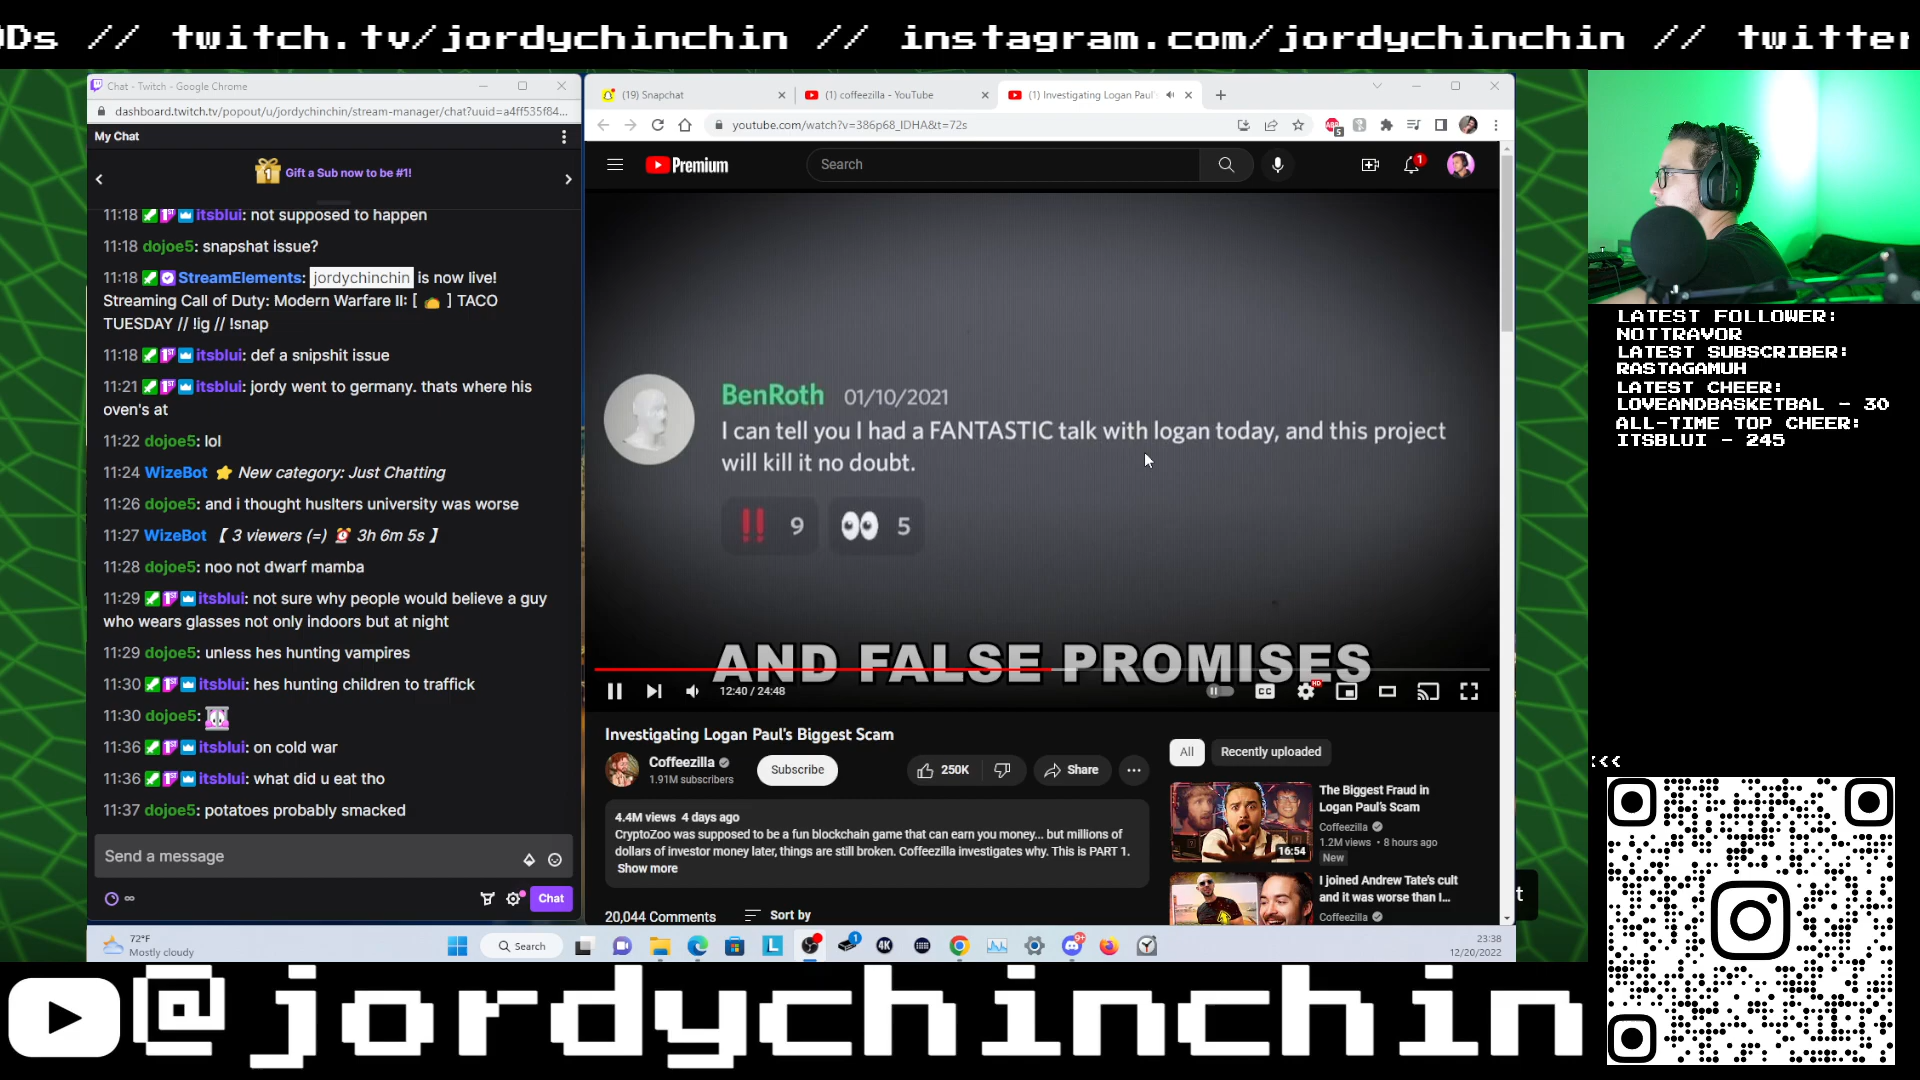 Ds // twitch.tv/jordychinchin // instagram.com/jordychinchin // twitter
Chat - Twitch - Google Chrome
dashboard.twitch.tv/popout/u/jordychinchin/stream-manager/chat?uuid=a4ff535f84...
My Chat
1
Gift a Sub now to be #1!
11:18 itsblui: not supposed to happen
11:18 dojoe5: snapshat issue?
11:18 StreamElements: jordychinchin is now live!
Streaming Call of Duty: Modern Warfare II: [ 🌮 ] TACO
TUESDAY // !ig // !snap
11:18 itsblui: def a snipshit issue
11:21 itsblui: jordy went to germany. thats where his
oven's at
11:22 dojoe5: lol
11:24 WizeBot ⭐ New category: Just Chatting
11:26 dojoe5: and i thought huslters university was worse
11:27 WizeBot 【 3 viewers (=) ⏰ 3h 6m 5s 】
11:28 dojoe5: noo not dwarf mamba
11:29 itsblui: not sure why people would believe a guy
who wears glasses not only indoors but at night
11:29 dojoe5: unless hes hunting vampires
11:30 itsblui: hes hunting children to traffick
11:30 dojoe5:
11:36 itsblui: on cold war
11:36 itsblui: what did u eat tho
11:37 dojoe5: potatoes probably smacked
Send a message
Chat
(19) Snapchat
(1) coffeezilla - YouTube
(1) Investigating Logan Paul'
youtube.com/watch?v=386p68_lDHA&t=72s
5
Premium
Search
1
BenRoth 01/10/2021
I can tell you I had a FANTASTIC talk with logan today, and this project
will kill it no doubt.
‼ 9 👀 5
AND FALSE PROMISES
12:40 / 24:48
CC
HD
Investigating Logan Paul's Biggest Scam
Coffeezilla
1.91M subscribers
Subscribe
250K
Share
4.4M views 4 days ago
CryptoZoo was supposed to be a fun blockchain game that can earn you money... but millions of
dollars of investor money later, things are still broken. Coffeezilla investigates why. This is PART 1.
Show more
20,044 Comments
Sort by
All
Recently uploaded
The Biggest Fraud in
Logan Paul's Scam
Coffeezilla
1.2M views • 8 hours ago
New
16:54
I joined Andrew Tate's cult
and it was worse than I...
Coffeezilla
t
72°F
Mostly cloudy
Search
L
1
4K
9+
23:38
12/20/2022
LATEST FOLLOWER:
NOTTRAVOR
LATEST SUBSCRIBER:
RASTAGAMUH
LATEST CHEER:
LOVEANDBASKETBAL - 30
ALL-TIME TOP CHEER:
ITSBLUI - 245
<<<
@jordychinchin